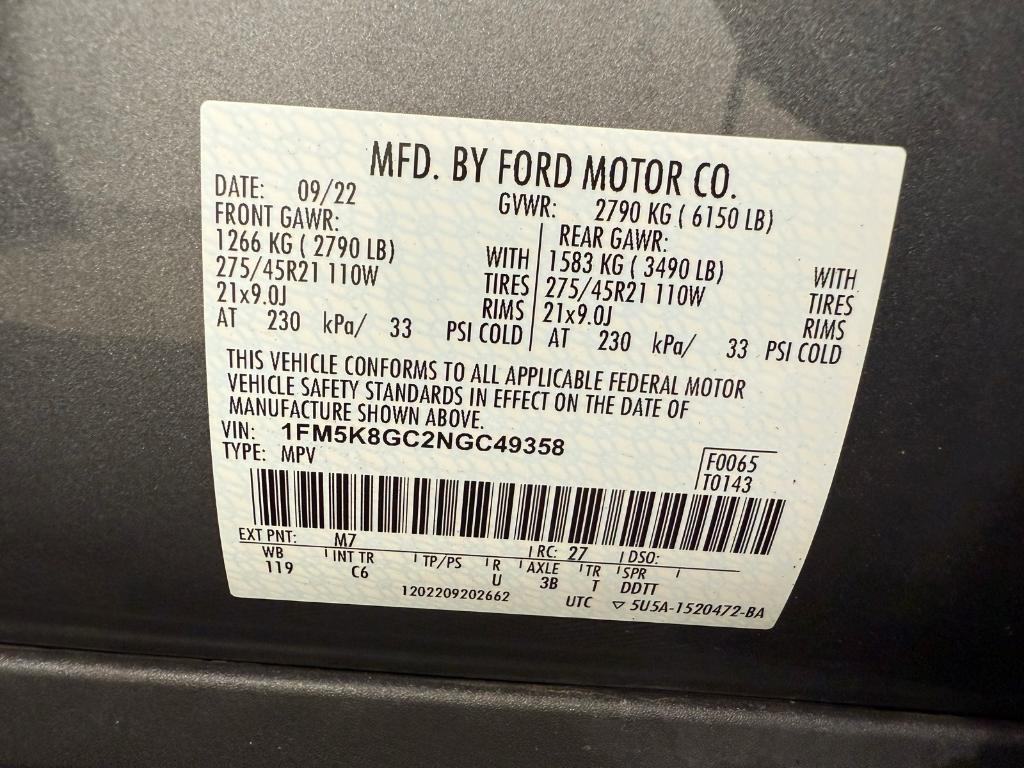 MFD. BY FORD MOTOR CO.
DATE: 09/22 GVWR: 2790 KG ( 6150 LB)
FRONT GAWR: REAR GAWR:
1266 KG ( 2790 LB) WITH 1583 KG ( 3490 LB) WITH
275/45R21 110W TIRES 275/45R21 110W TIRES
21x9.0J RIMS 21x9.0J RIMS
AT 230 kPa/ 33 PSI COLD AT 230 kPa/ 33 PSI COLD
THIS VEHICLE CONFORMS TO ALL APPLICABLE FEDERAL MOTOR
VEHICLE SAFETY STANDARDS IN EFFECT ON THE DATE OF
MANUFACTURE SHOWN ABOVE.
VIN: 1FM5K8GC2NGC49358
TYPE: MPV
F0065
T0143
EXT PNT: M7 RC: 27 DSO:
WB INT TR TP/PS R AXLE TR SPR
119 C6 U 3B T DDTT
1202209202662 UTC ▽ 5U5A-1520472-BA